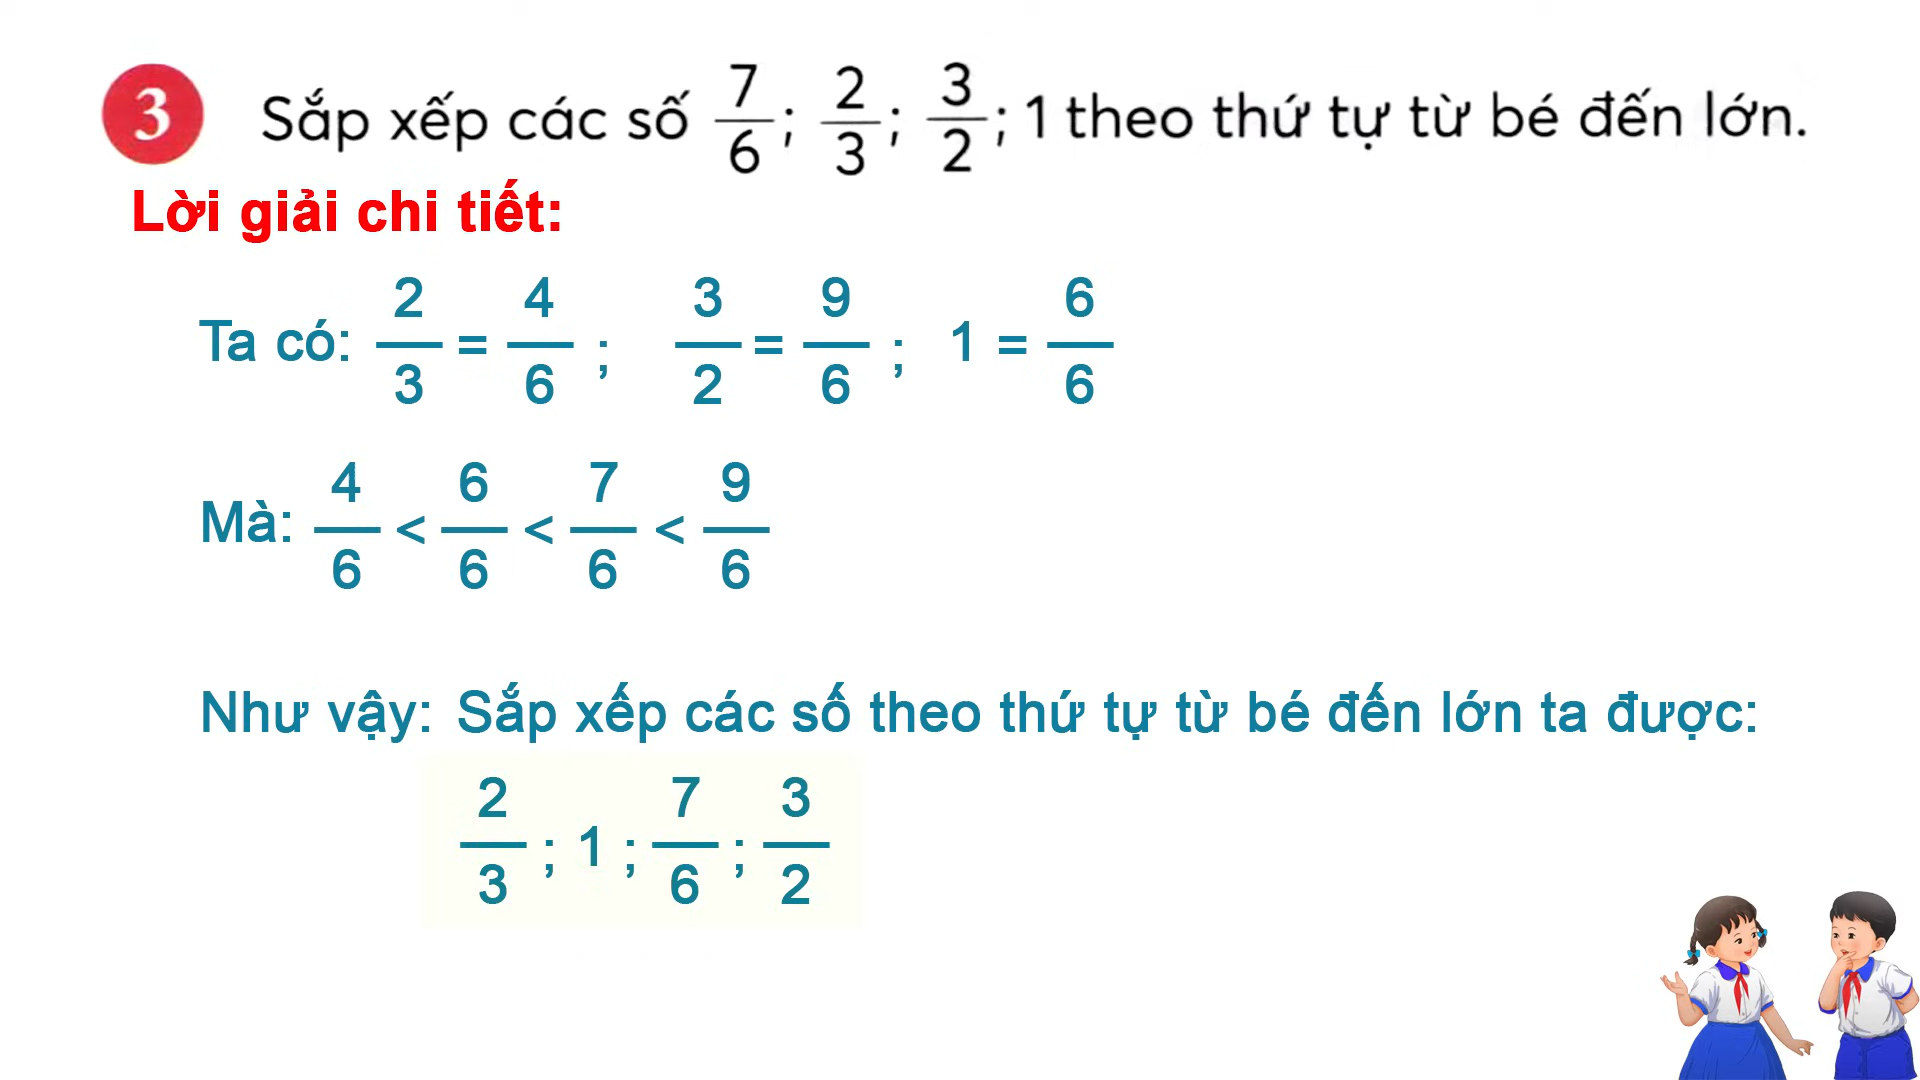 3 Sắp xếp các số 7/6; 2/3; 3/2; 1 theo thứ tự từ bé đến lớn.
Lời giải chi tiết:
Ta có: 2/3 = 4/6 ; 3/2 = 9/6 ; 1 = 6/6
Mà: 4/6 < 6/6 < 7/6 < 9/6
Như vậy: Sắp xếp các số theo thứ tự từ bé đến lớn ta được:
2/3 ; 1 ; 7/6 ; 3/2